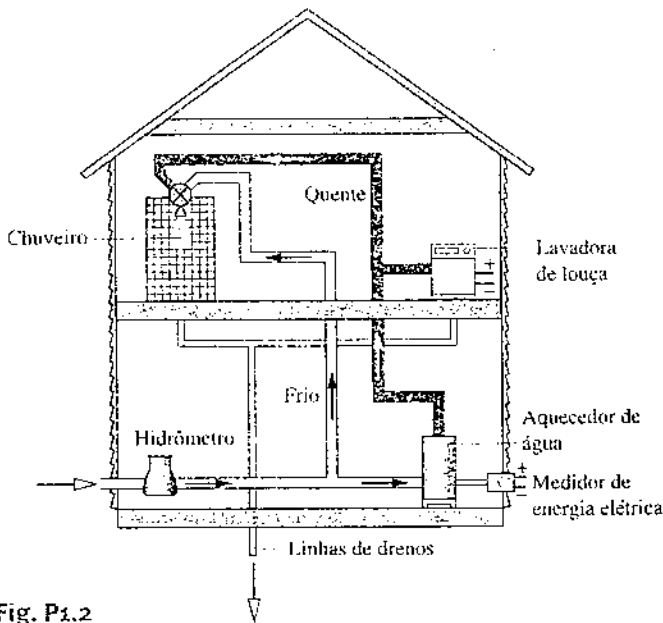 Quente
Chuveiro
Lavadora
de louça
Frio
Hidrômetro
Aquecedor de
água
Medidor de
energia elétrica
Linhas de drenos
Fig. P1.2